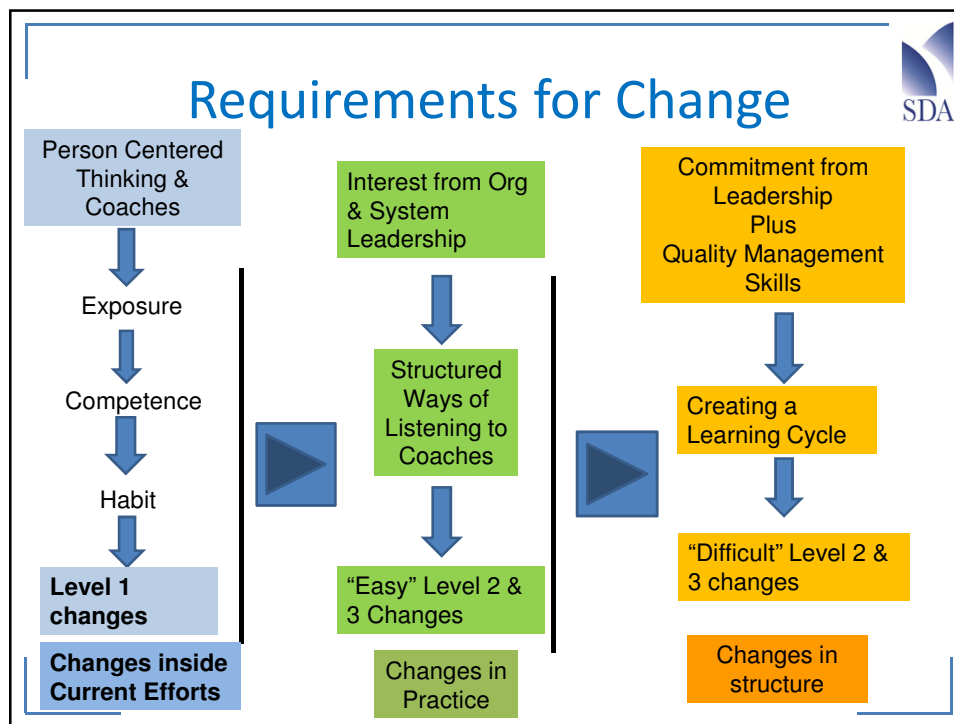 Requirements for Change
SDA
Person Centered
Thinking &
Coaches
Exposure
Competence
Habit
Level 1
changes
Changes inside
Current Efforts
Interest from Org
& System
Leadership
Structured
Ways of
Listening to
Coaches
“Easy” Level 2 &
3 Changes
Changes in
Practice
Commitment from
Leadership
Plus
Quality Management
Skills
Creating a
Learning Cycle
“Difficult” Level 2 &
3 changes
Changes in
structure